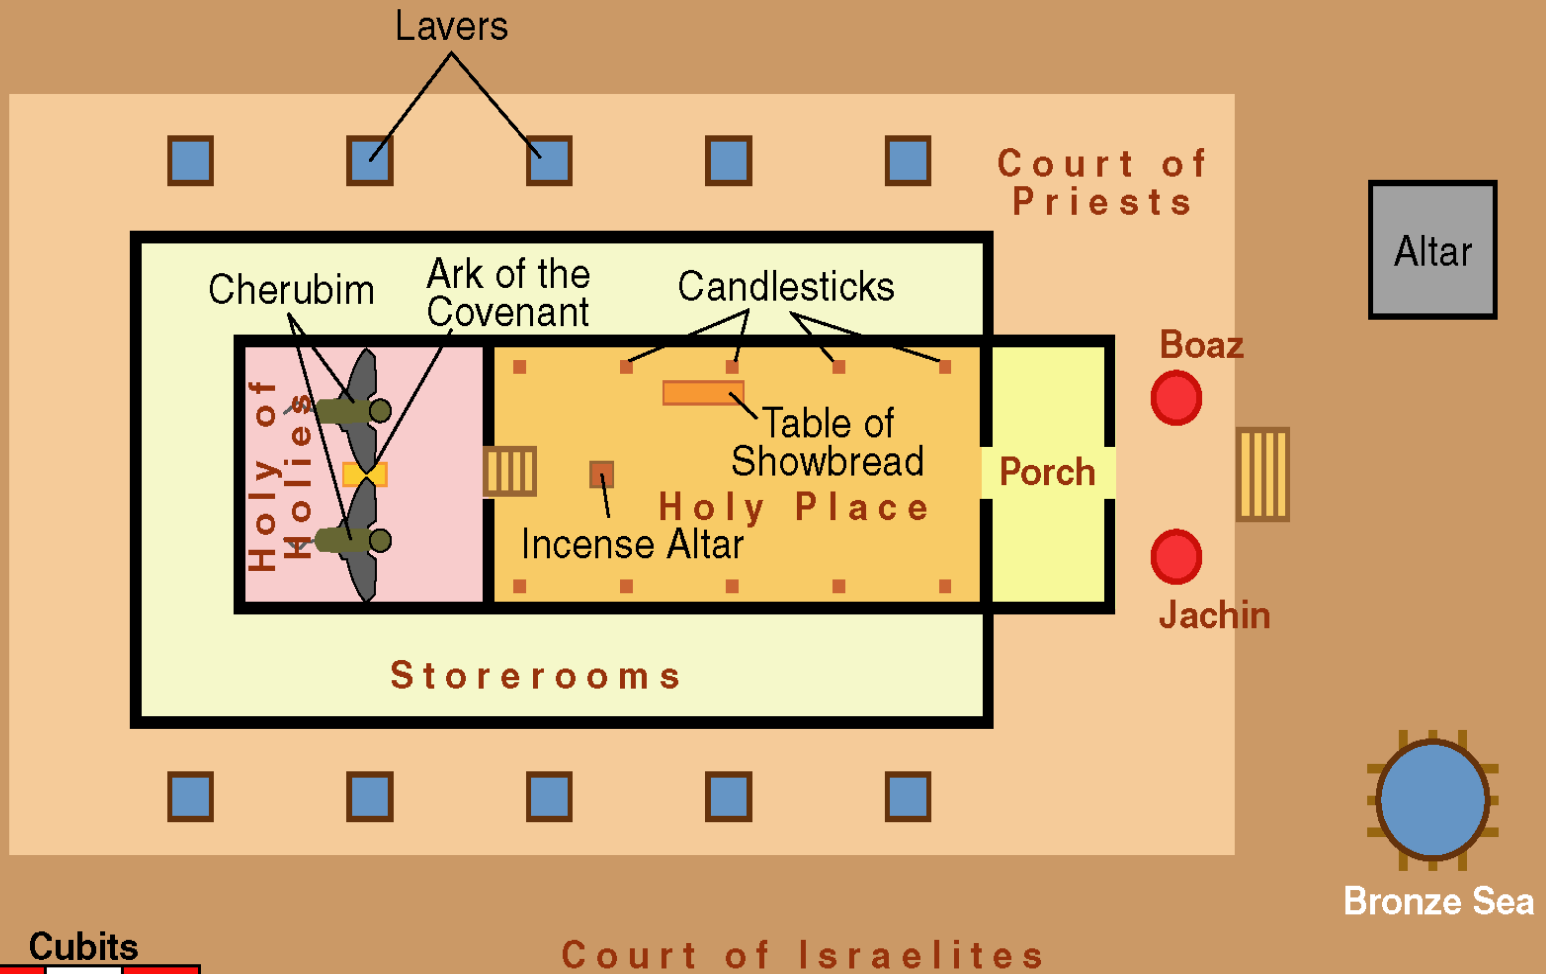 Lavers
Court of
Priests
Altar
Cherubim
Ark of the
Covenant
Candlesticks
Boaz
Holy of
Holies
Table of
Showbread
Porch
Holy Place
Incense Altar
Jachin
Storerooms
Bronze Sea
Cubits
Court of Israelites